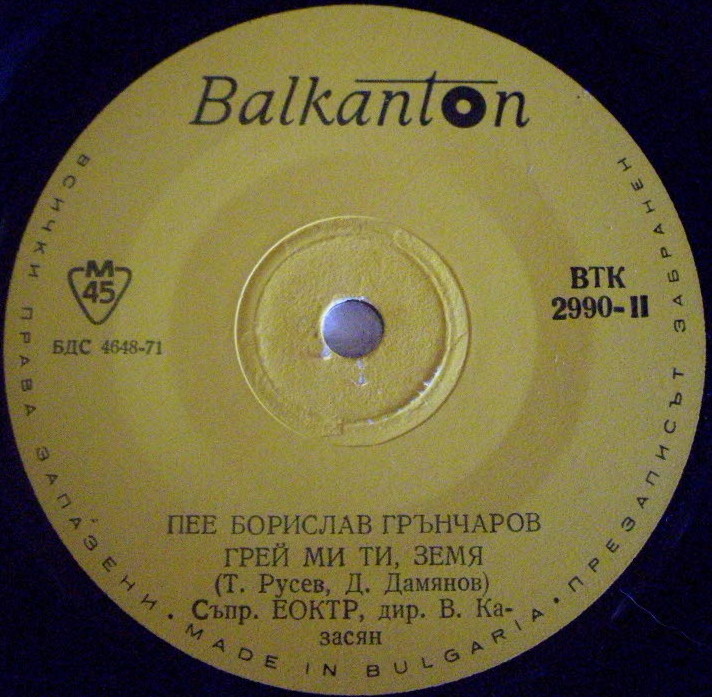 Balkanton
М
45
БДС 4648-71
ВТК
2990-II
ПЕЕ БОРИСЛАВ ГРЪНЧАРОВ
ГРЕЙ МИ ТИ, ЗЕМЯ
(Т. Русев, Д. Дамянов)
Съпр. ЕОКТР, дир. В. Ка-
засян
ВСИЧКИ ПРАВА ЗАПАЗЕНИ • MADE IN BULGARIA • ПРЕЗАПИСЪТ ЗАБРАНЕН